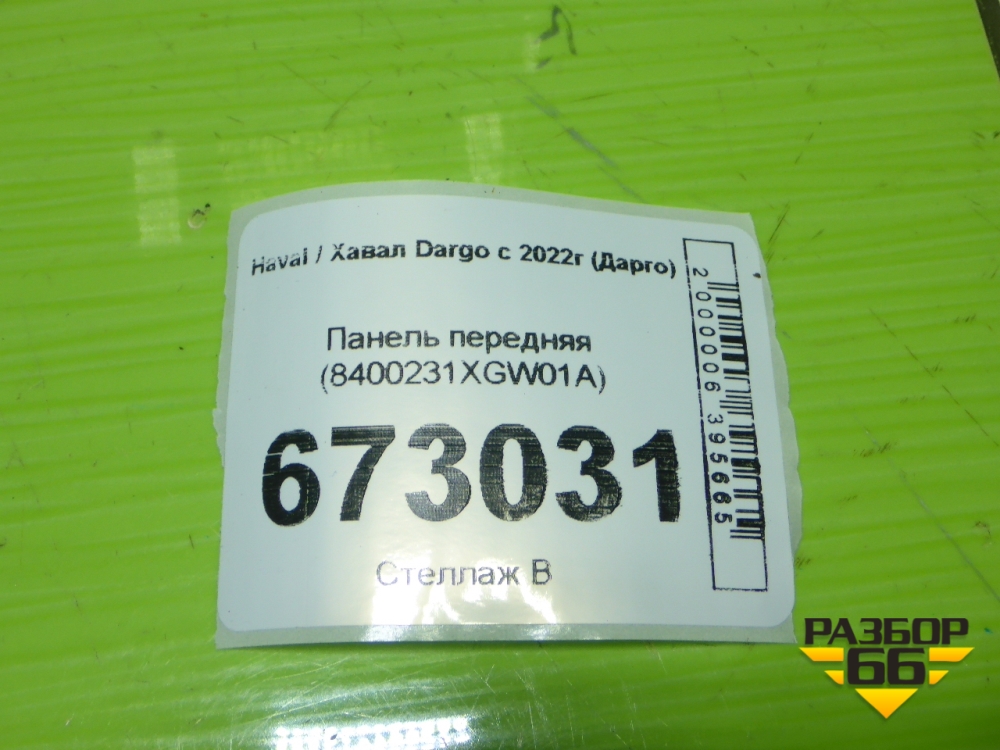 Haval / Хавал Dargo с 2022г (Дарго)
Панель передняя
(8400231XGW01A)
673031
Стеллаж В
2000006395665
РАЗБОР
66